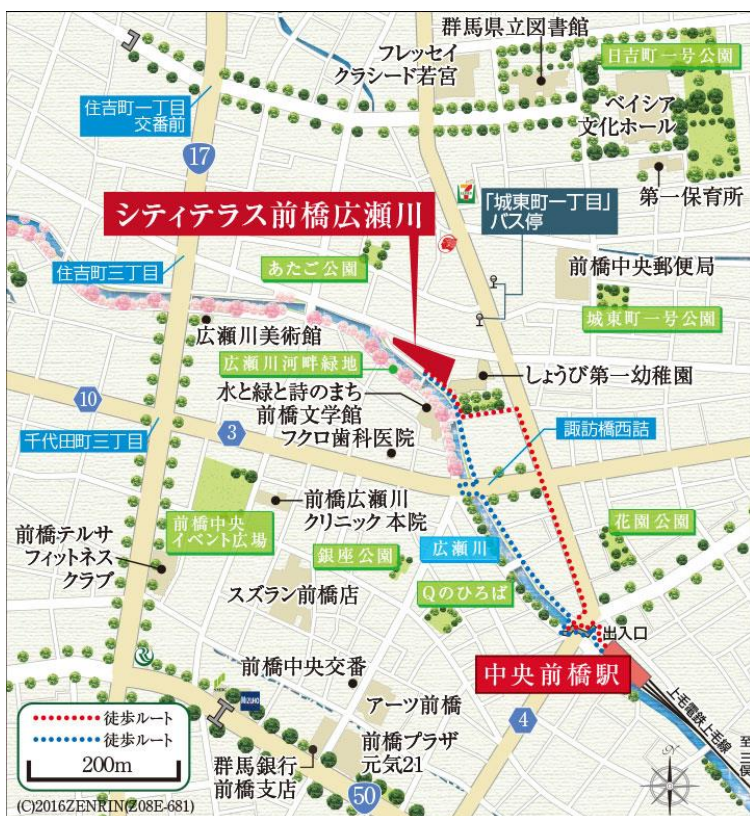 群馬県立図書館
フレッセイ
クラシード若宮
日吉町一号公園
ベイシア
文化ホール
住吉町一丁目
交番前
17
第一保育所
シティテラス前橋広瀬川
「城東町一丁目」
バス停
あたご公園
前橋中央郵便局
住吉町三丁目
城東町一号公園
広瀬川美術館
広瀬川河畔緑地
しょうび第一幼稚園
水と緑と詩のまち
前橋文学館
10
3
フクロ歯科医院
千代田町三丁目
諏訪橋西詰
前橋広瀬川
クリニック 本院
前橋中央
イベント広場
花園公園
前橋テルサ
フィットネス
クラブ
銀座公園
広瀬川
スズラン前橋店
Qのひろば
出入口
前橋中央交番
中央前橋駅
アーツ前橋
4
上毛電鉄上毛線
MIZUHO
徒歩ルート
徒歩ルート
200m
前橋プラザ
元気21
群馬銀行
前橋支店
50
(C)2016ZENRIN(Z08E-681)